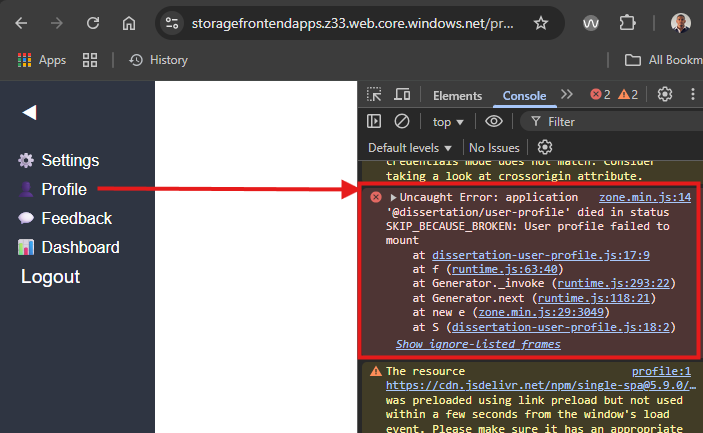 storagefrontendapps.z33.web.core.windows.net/pr...
Apps
History
All Bookm
◀
Settings
Profile
Feedback
Dashboard
Logout
Elements
Console
2
2
top
Filter
Default levels
No Issues
credentials mode does not match. Consider
taking a look at crossorigin attribute.
Uncaught Error: application zone.min.js:14
'@dissertation/user-profile' died in status
SKIP_BECAUSE_BROKEN: User profile failed to
mount
at dissertation-user-profile.js:17:9
at f (runtime.js:63:40)
at Generator._invoke (runtime.js:293:22)
at Generator.next (runtime.js:118:21)
at new e (zone.min.js:29:3049)
at S (dissertation-user-profile.js:18:2)
Show ignore-listed frames
The resource profile:1
https://cdn.jsdelivr.net/npm/single-spa@5.9.0/…
was preloaded using link preload but not used
within a few seconds from the window's load
event. Please make sure it has an appropriate